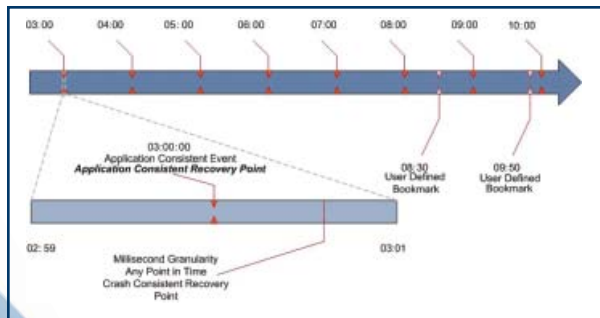 03:00 04:00 05:00 06:00 07:00 08:00 09:00 10:00
03:00:00
Application Consistent Event
Application Consistent Recovery Point
08:30
User Defined
Bookmark
09:50
User Defined
Bookmark
02:59
03:01
Millisecond Granularity
Any Point in Time
Crash Consistent Recovery
Point